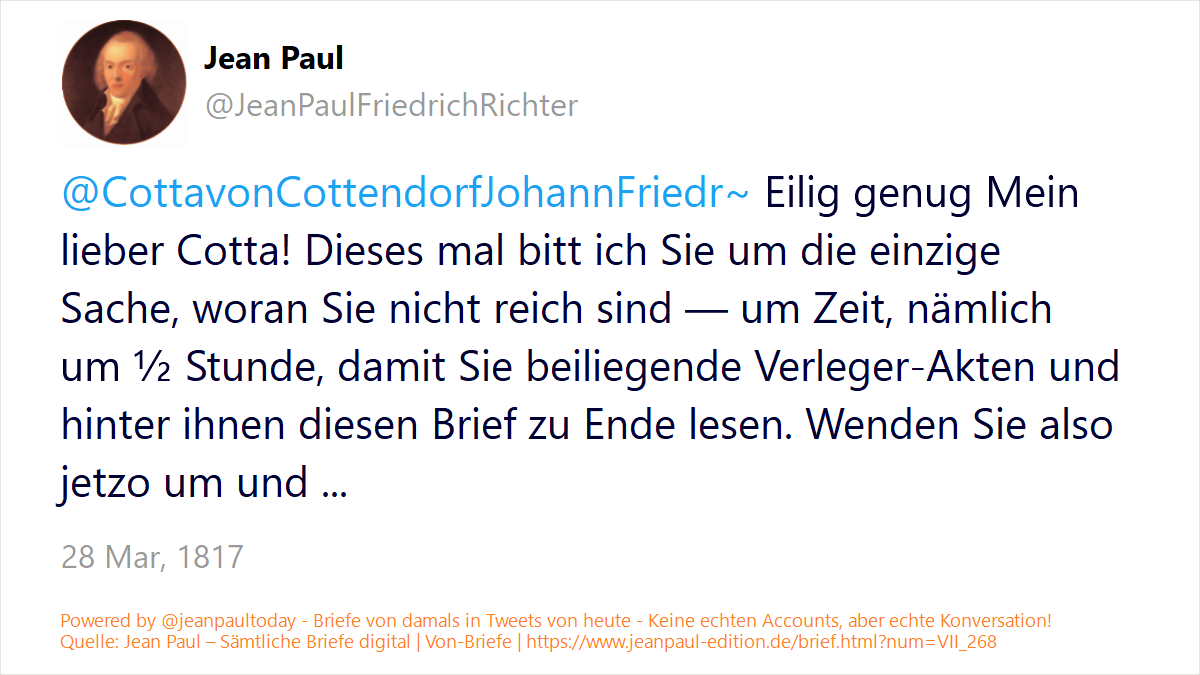 Jean Paul
@JeanPaulFriedrichRichter
@CottavonCottendorfJohannFriedr~ Eilig genug Mein
lieber Cotta! Dieses mal bitt ich Sie um die einzige
Sache, woran Sie nicht reich sind — um Zeit, nämlich
um ½ Stunde, damit Sie beiliegende Verleger-Akten und
hinter ihnen diesen Brief zu Ende lesen. Wenden Sie also
jetzo um und ...
28 Mar, 1817
Powered by @jeanpaultoday - Briefe von damals in Tweets von heute - Keine echten Accounts, aber echte Konversation!
Quelle: Jean Paul – Sämtliche Briefe digital | Von-Briefe | https://www.jeanpaul-edition.de/brief.html?num=VII_268